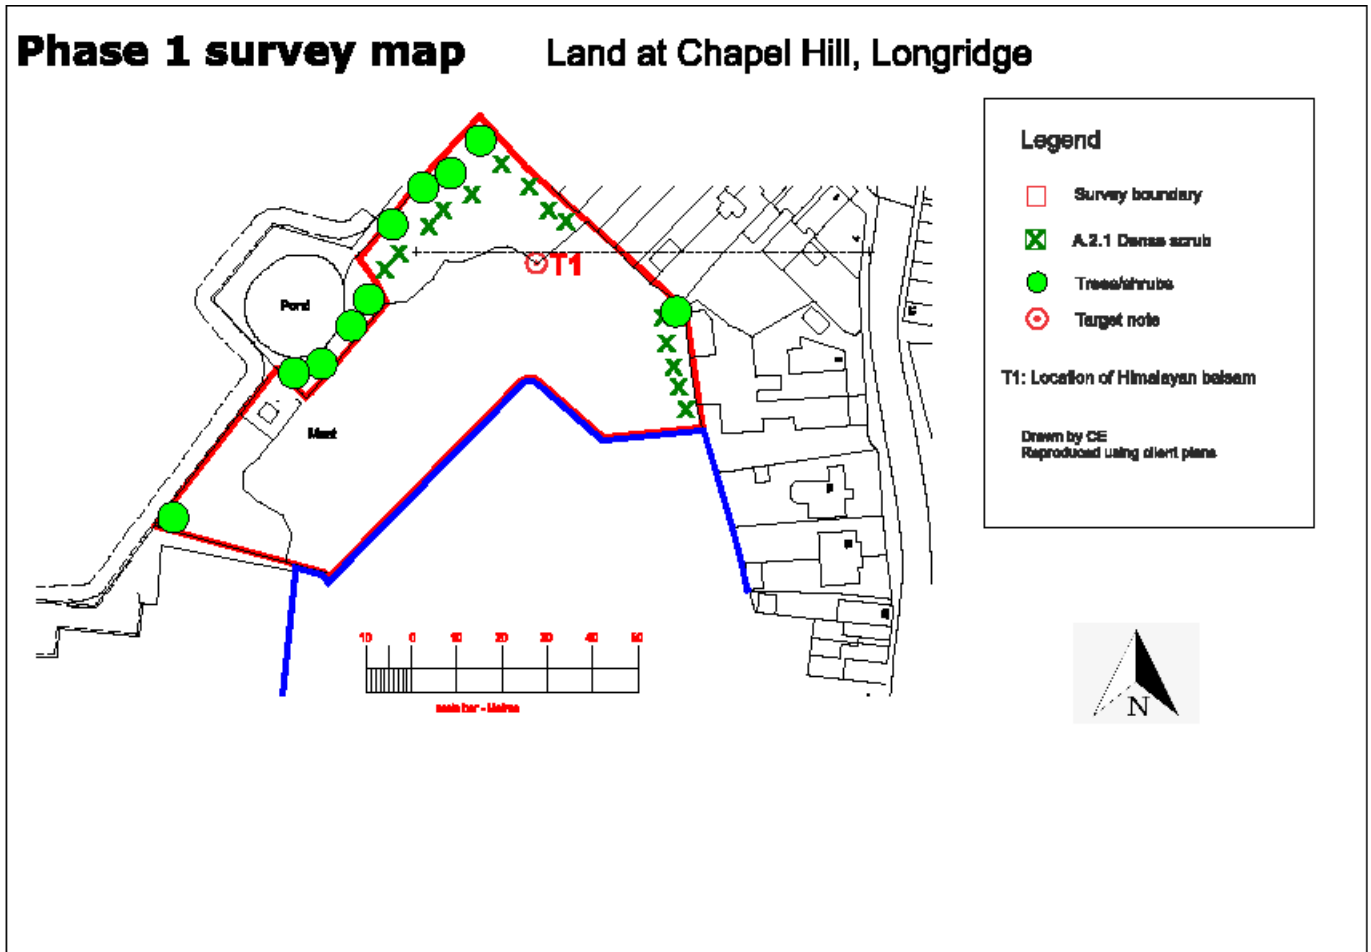 Phase 1 survey map
Land at Chapel Hill, Longridge
Legend
Survey boundary
A.2.1 Dense scrub
Trees/shrubs
Target note
T1: Location of Himalayan balsam
Drawn by CE
Reproduced using client plans
T1
Pond
Mast
10 0 10 20 30 40 50
scale bar - Metres
N